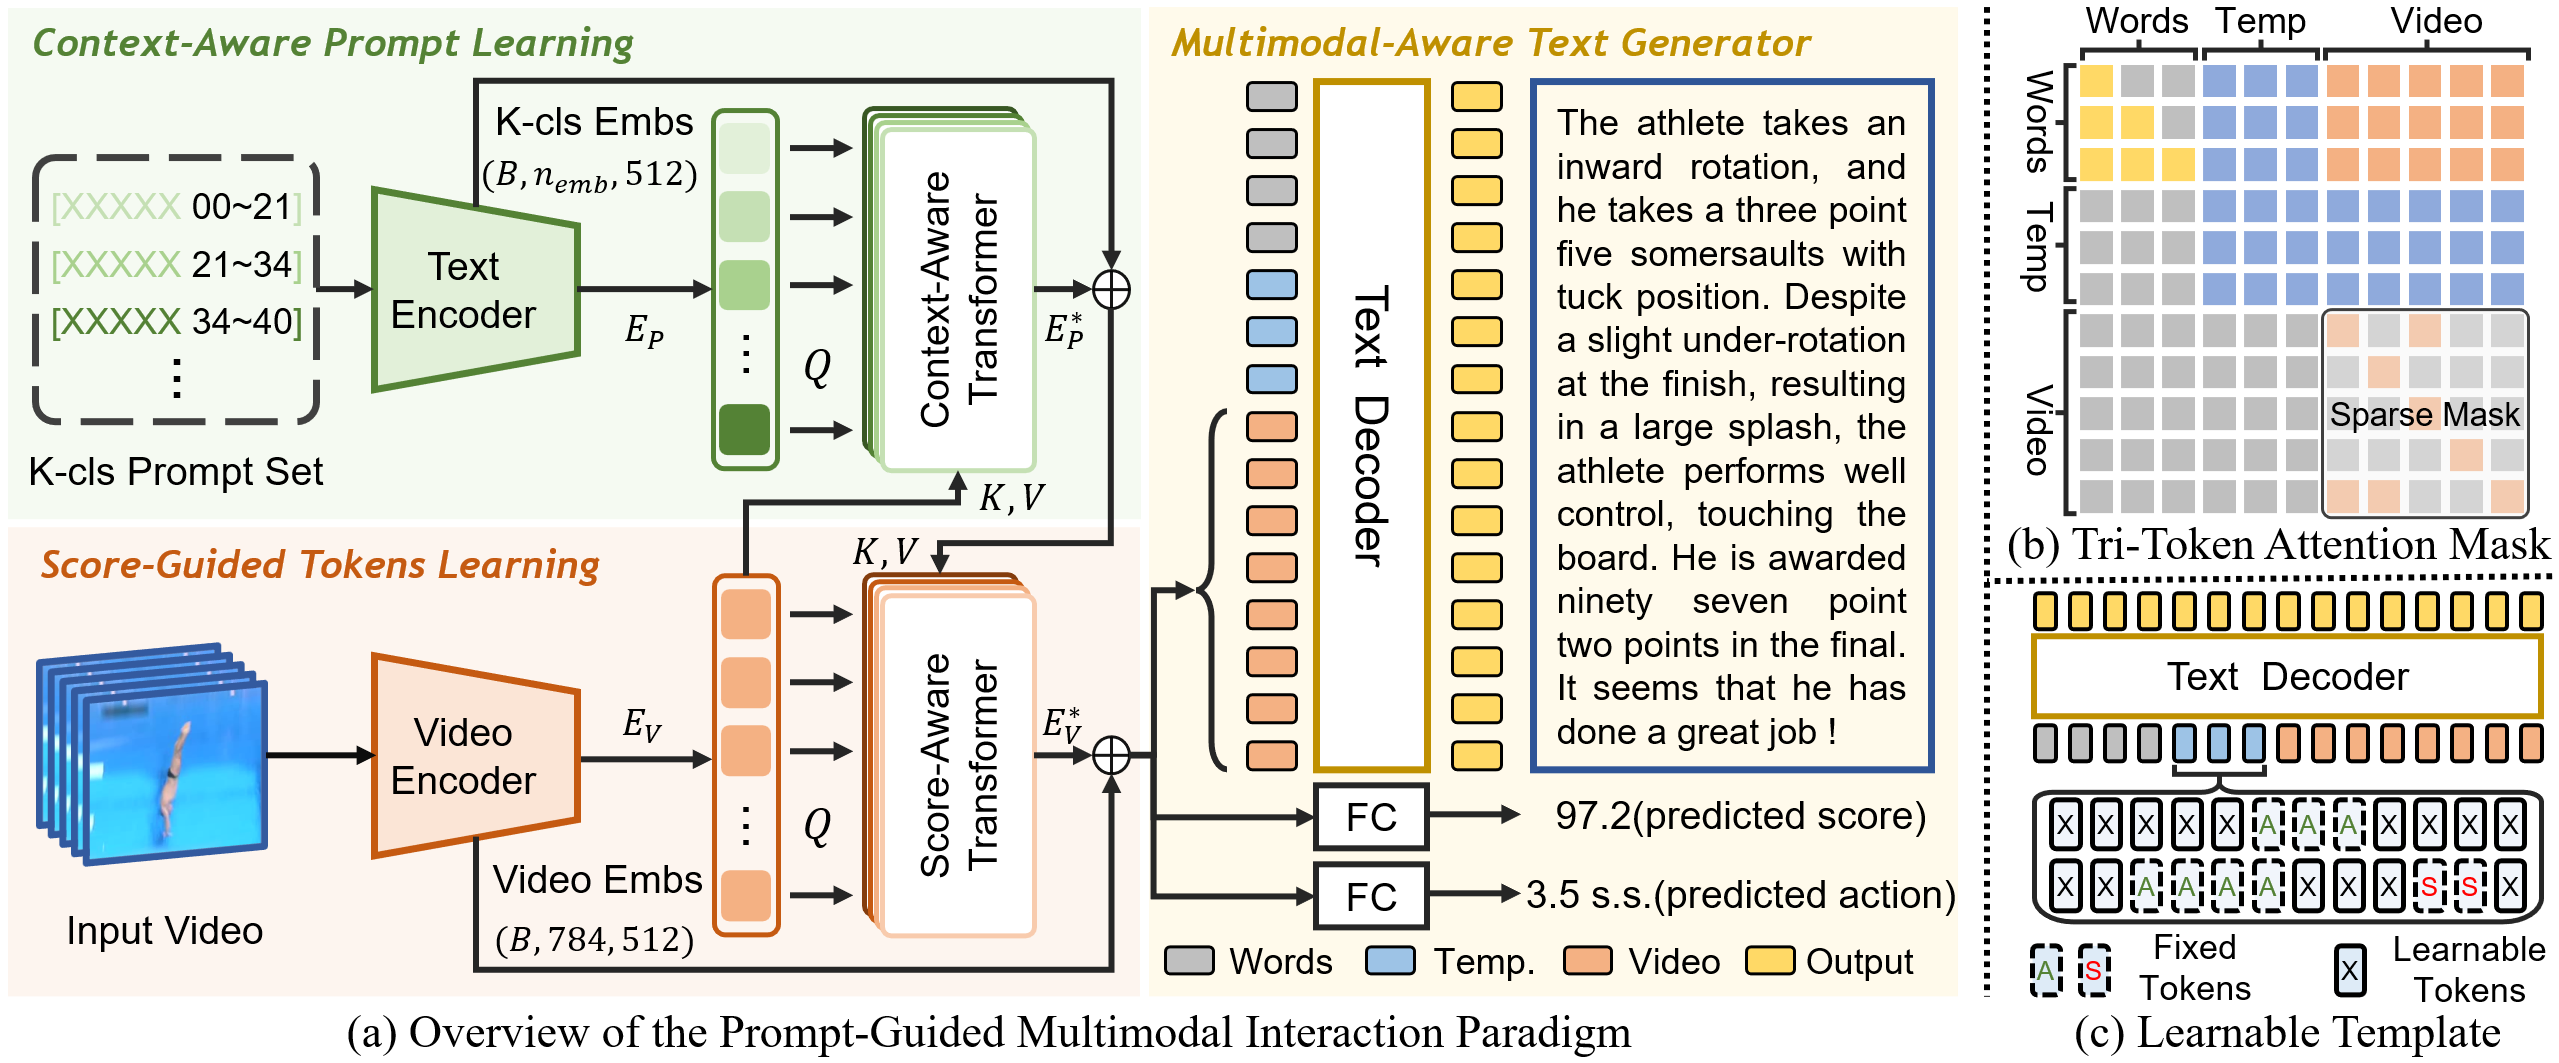 Context-Aware Prompt Learning
K-cls Embs
(B, n_emb, 512)
[XXXXX 00~21]
[XXXXX 21~34]
[XXXXX 34~40]
⋮
K-cls Prompt Set
Text
Encoder
E_P
⋮
Q
Context-Aware
Transformer
E_P^*
K, V
Score-Guided Tokens Learning
K, V
Input Video
Video
Encoder
E_V
Video Embs
(B, 784, 512)
⋮
Q
Score-Aware
Transformer
E_V^*
Multimodal-Aware Text Generator
Text Decoder
The athlete takes an
inward rotation, and
he takes a three point
five somersaults with
tuck position. Despite
a slight under-rotation
at the finish, resulting
in a large splash, the
athlete performs well
control, touching the
board. He is awarded
ninety seven point
two points in the final.
It seems that he has
done a great job !
FC
97.2(predicted score)
FC
3.5 s.s.(predicted action)
Words
Temp.
Video
Output
(a) Overview of the Prompt-Guided Multimodal Interaction Paradigm
Words
Temp
Video
Words
Temp
Video
Sparse Mask
(b) Tri-Token Attention Mask
Text Decoder
X X X X X A A A X X X X
X X A A A A X X X S S X
A S
Fixed
Tokens
X
Learnable
Tokens
(c) Learnable Template